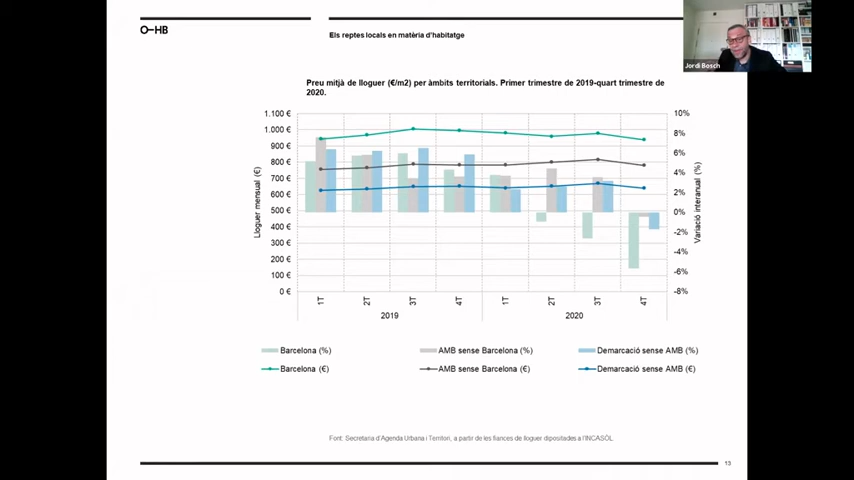 O-HB
Els reptes locals en matèria d'habitatge
Jordi Bosch
Preu mitjà de lloguer (€/m2) per àmbits territorials. Primer trimestre de 2019-quart trimestre de
2020.
Lloguer mensual (€)
1.100 €
1.000 €
900 €
800 €
700 €
600 €
500 €
400 €
300 €
200 €
100 €
0 €
10%
8%
6%
4%
2%
0%
-2%
-4%
-6%
-8%
Variació interanual (%)
1T 2T 3T 4T 1T 2T 3T 4T
2019 2020
Barcelona (%) AMB sense Barcelona (%) Demarcació sense AMB (%)
Barcelona (€) AMB sense Barcelona (€) Demarcació sense AMB (€)
Font: Secretaria d'Agenda Urbana i Territori, a partir de les fiances de lloguer dipositades a l'INCASÒL
13